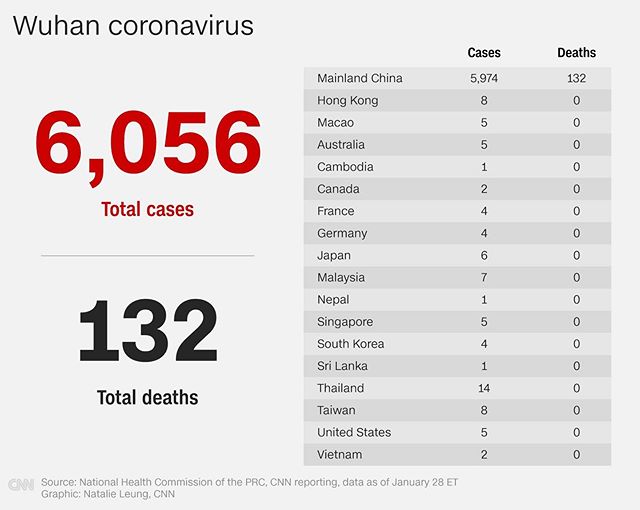 Wuhan coronavirus
6,056
Total cases
132
Total deaths
Cases Deaths
Mainland China 5,974 132
Hong Kong 8 0
Macao 5 0
Australia 5 0
Cambodia 1 0
Canada 2 0
France 4 0
Germany 4 0
Japan 6 0
Malaysia 7 0
Nepal 1 0
Singapore 5 0
South Korea 4 0
Sri Lanka 1 0
Thailand 14 0
Taiwan 8 0
United States 5 0
Vietnam 2 0
CNN Source: National Health Commission of the PRC, CNN reporting, data as of January 28 ET
Graphic: Natalie Leung, CNN